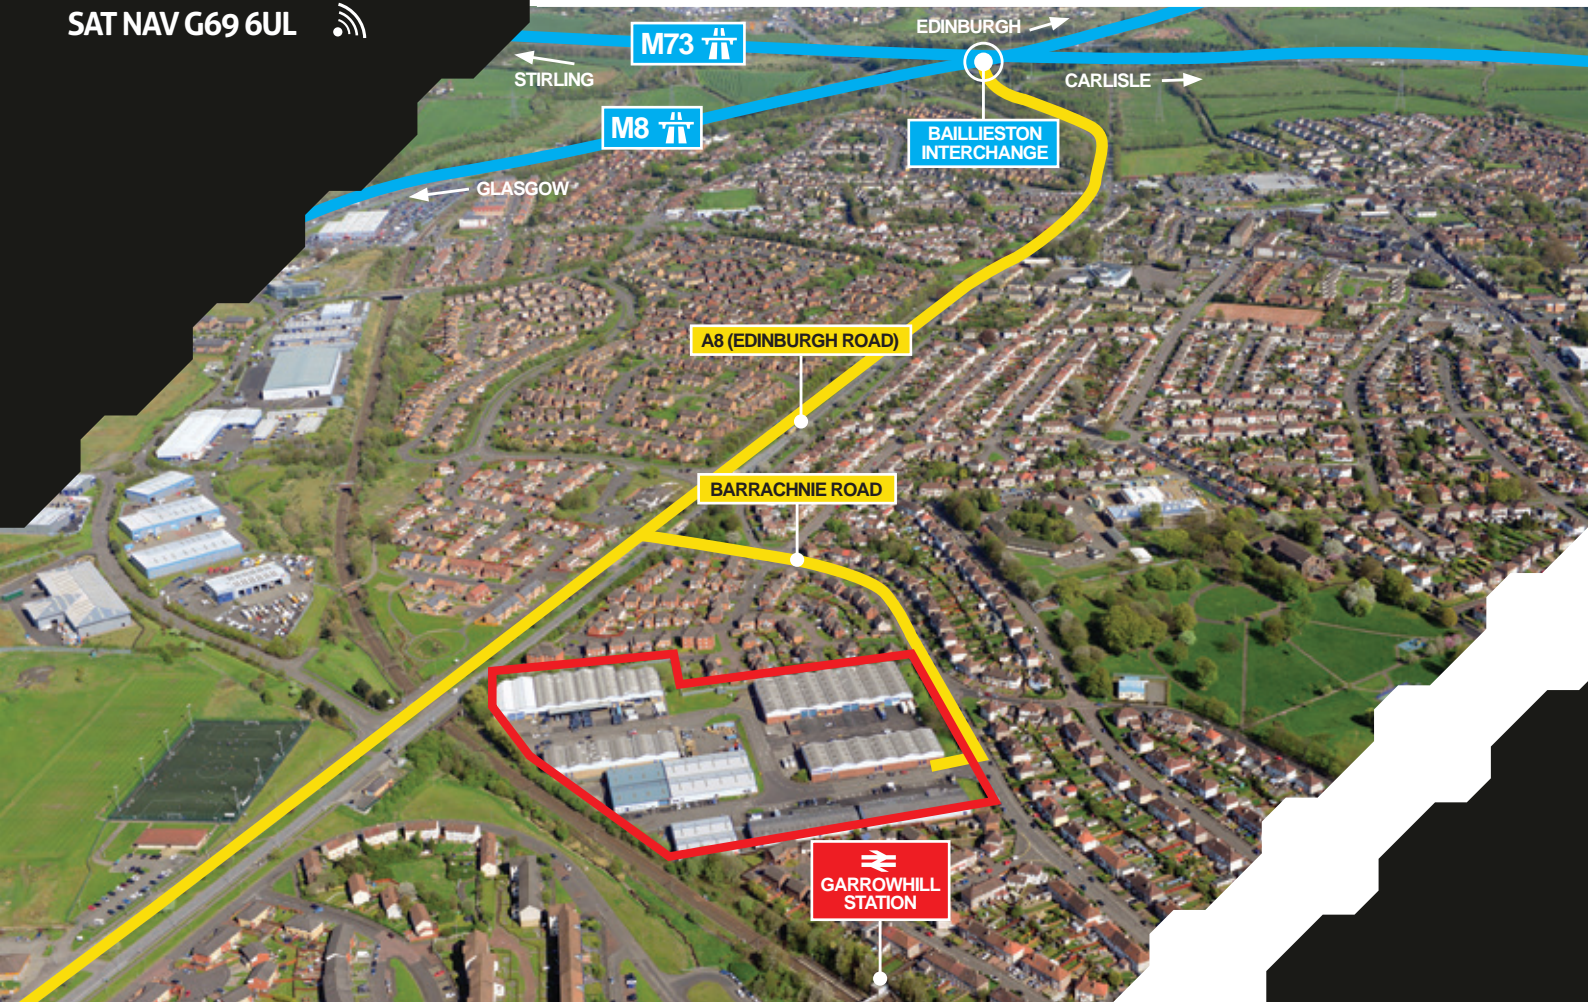 SAT NAV G69 6UL
EDINBURGH
M73
STIRLING
CARLISLE
M8
BAILLIESTON
INTERCHANGE
GLASGOW
A8 (EDINBURGH ROAD)
BARRACHNIE ROAD
GARROWHILL
STATION